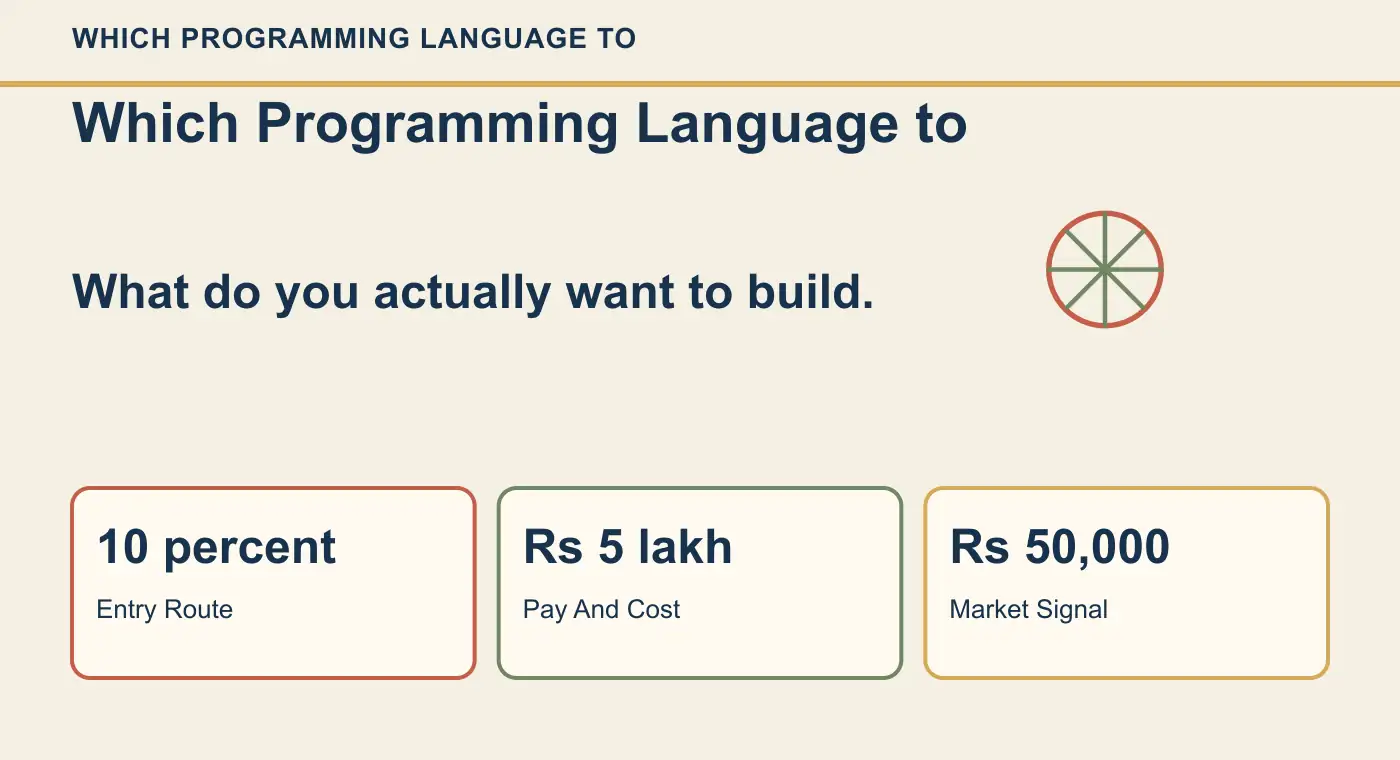 WHICH PROGRAMMING LANGUAGE TO
Which Programming Language to
What do you actually want to build.
10 percent
Entry Route
Rs 5 lakh
Pay And Cost
Rs 50,000
Market Signal